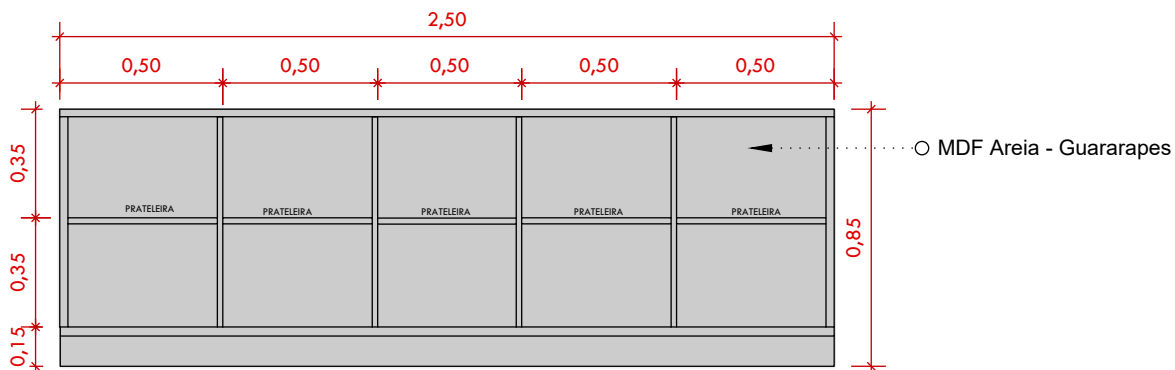 2,50
0,50 0,50 0,50 0,50 0,50
MDF Areia - Guararapes
0,35
PRATELEIRA PRATELEIRA PRATELEIRA PRATELEIRA PRATELEIRA
0,85
0,35
0,15